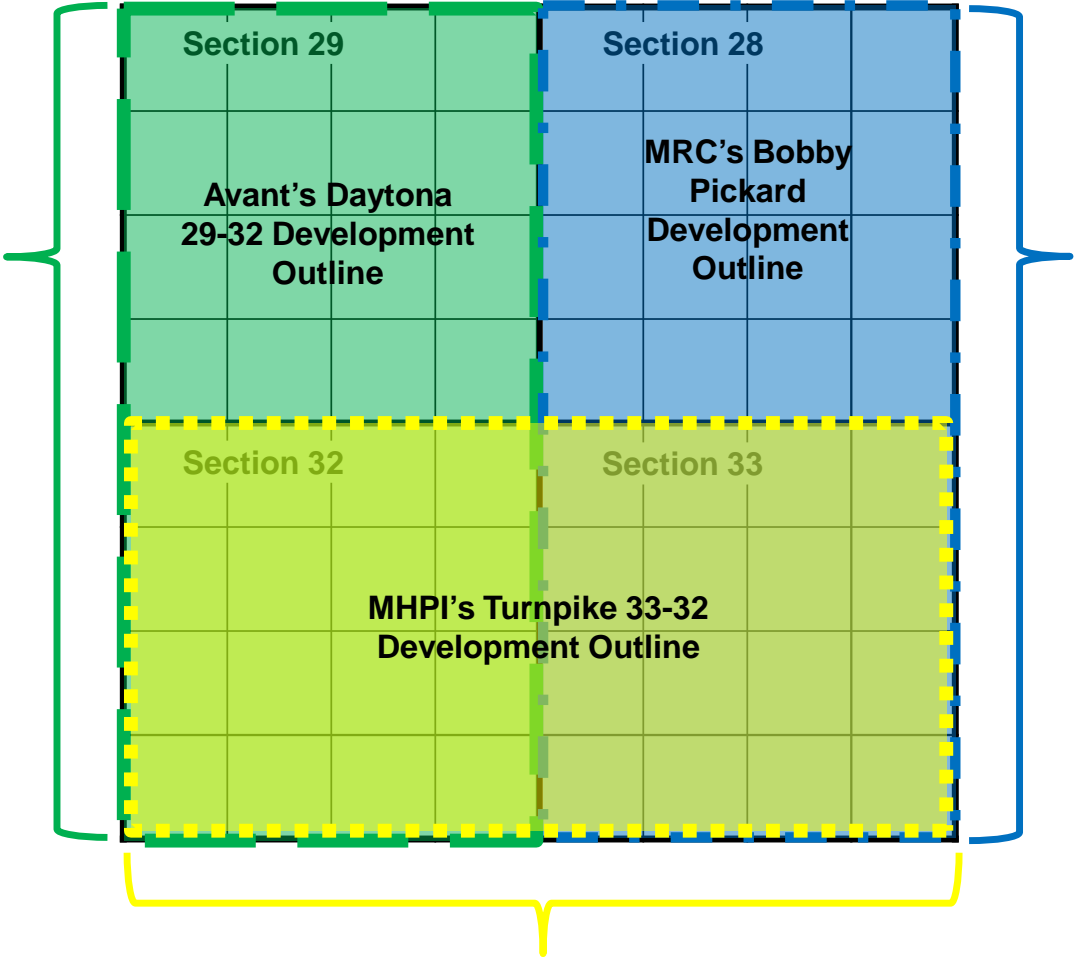 Section 29
Section 28
Avant's Daytona
29-32 Development
Outline
MRC's Bobby
Pickard
Development
Outline
Section 32
Section 33
MHPI's Turnpike 33-32
Development Outline